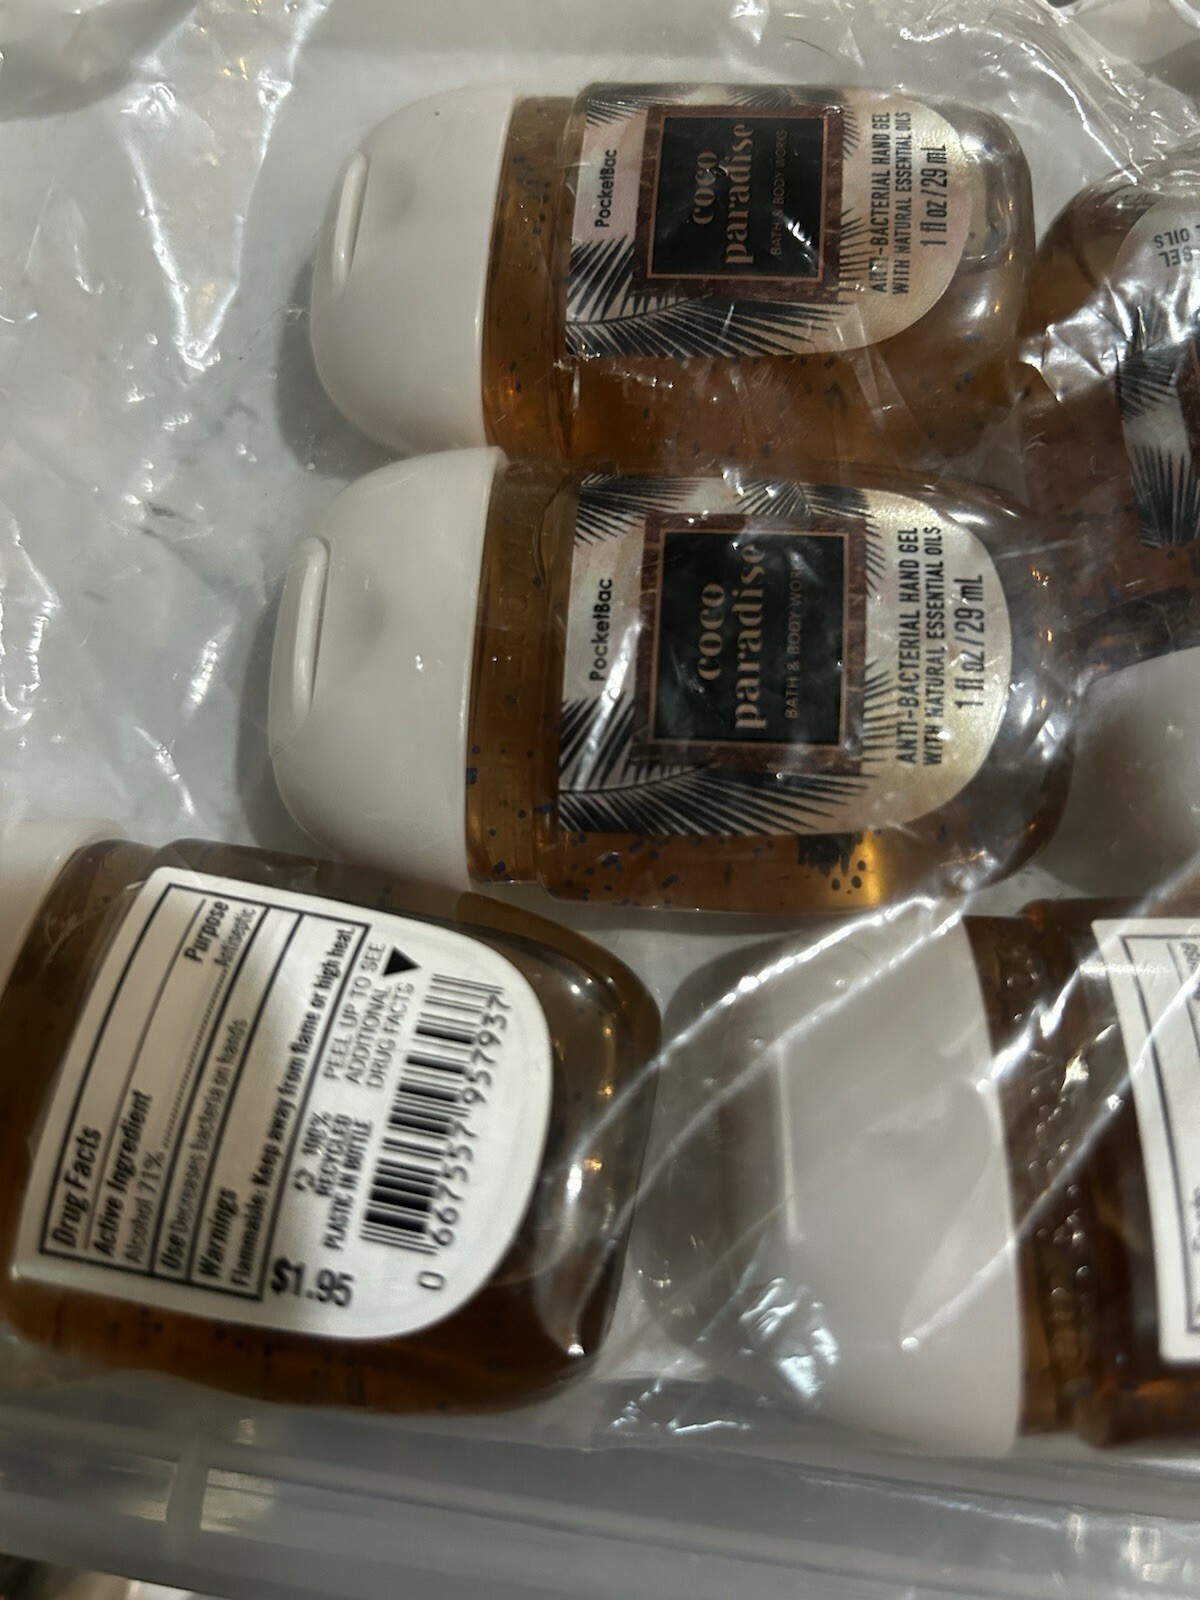 PocketBac
coco
paradise
BATH & BODY WORKS
ANTI-BACTERIAL HAND GEL
WITH NATURAL ESSENTIAL OILS
1 fl oz / 29 mL
GEL
L OILS
PocketBac
coco
paradise
BATH & BODY WORKS
ANTI-BACTERIAL HAND GEL
WITH NATURAL ESSENTIAL OILS
1 fl oz / 29 mL
Drug Facts
Active Ingredient Purpose
Alcohol 71% Antiseptic
Use Decreases bacteria on hands
Warnings
Flammable: Keep away from flame or high heat.
$1.95
2 100%
RECYCLED
PLASTIC IN BOTTLE
PEEL UP TO SEE
ADDITIONAL
DRUG FACTS
0 667557 957937